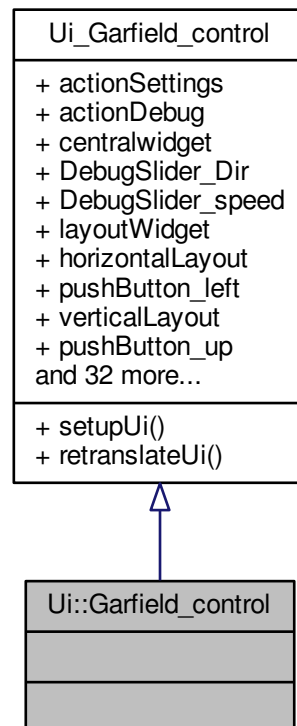 Ui_Garfield_control
+ actionSettings
+ actionDebug
+ centralwidget
+ DebugSlider_Dir
+ DebugSlider_speed
+ layoutWidget
+ horizontalLayout
+ pushButton_left
+ verticalLayout
+ pushButton_up
and 32 more...
+ setupUi()
+ retranslateUi()
Ui::Garfield_control